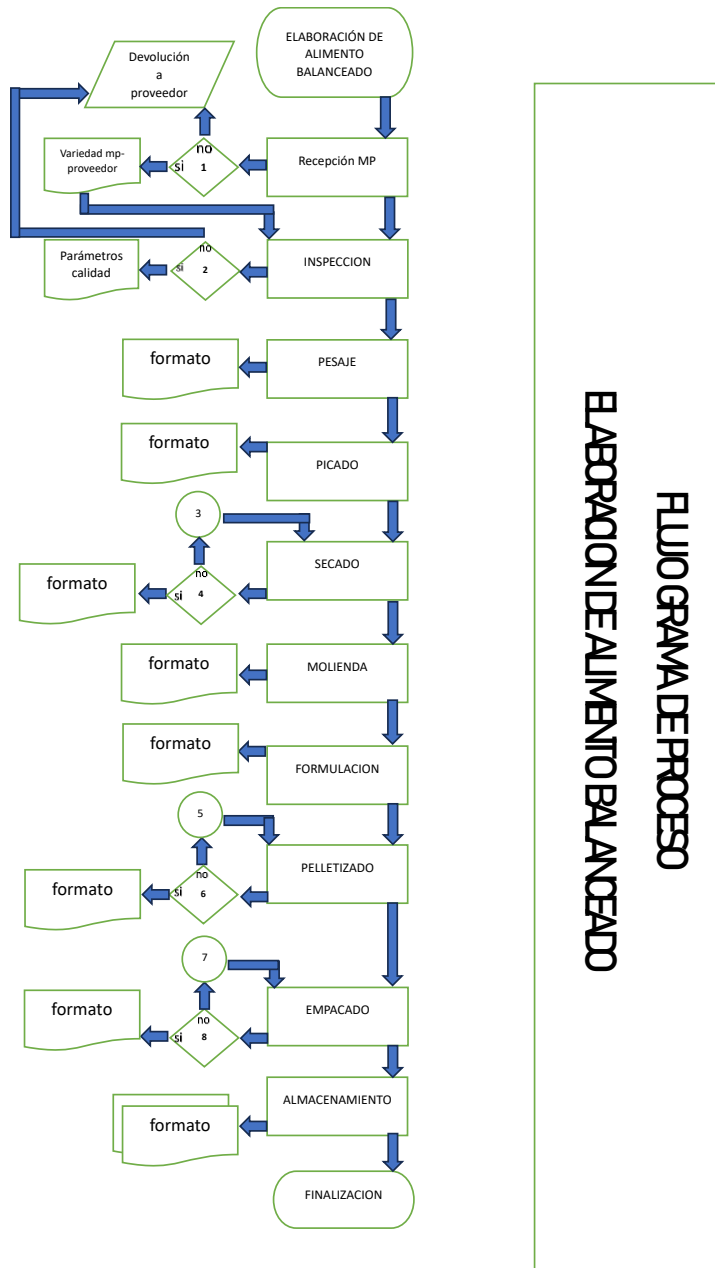 ELABORACIÓN DE
ALIMENTO
BALANCEADO
Devolución
a
proveedor
Recepción MP
no
si 1
Variedad mp-
proveedor
INSPECCION
no
si 2
Parámetros
calidad
PESAJE
formato
PICADO
formato
3
SECADO
no
si 4
formato
MOLIENDA
formato
FORMULACION
formato
5
PELLETIZADO
no
si 6
formato
7
EMPACADO
no
si 8
formato
ALMACENAMIENTO
formato
FINALIZACION
FLUJO GRAMA DE PROCESO
ELABORACION DE ALIMENTO BALANCEADO